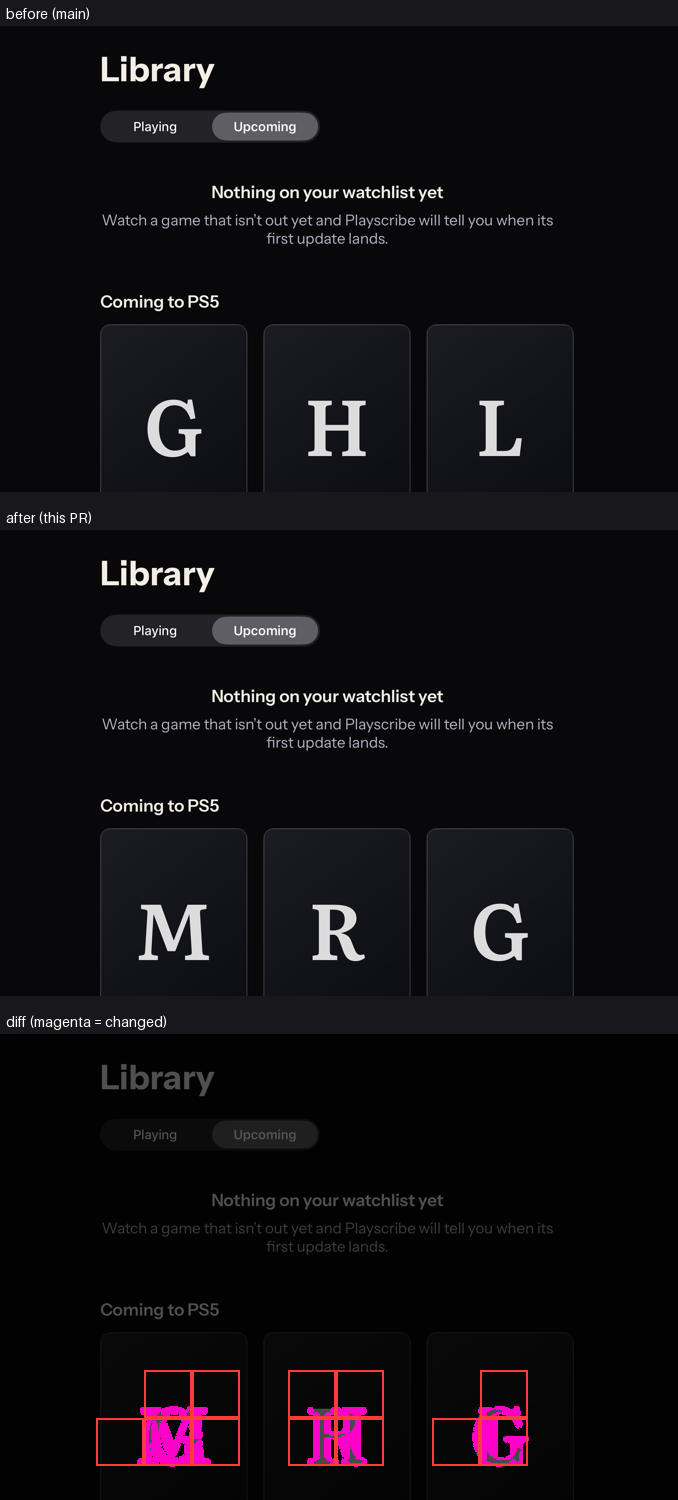 before (main)
Library
Playing Upcoming
Nothing on your watchlist yet
Watch a game that isn't out yet and Playscribe will tell you when its
first update lands.
Coming to PS5
G H L
after (this PR)
Library
Playing Upcoming
Nothing on your watchlist yet
Watch a game that isn't out yet and Playscribe will tell you when its
first update lands.
Coming to PS5
M R G
diff (magenta = changed)
Library
Playing Upcoming
Nothing on your watchlist yet
Watch a game that isn't out yet and Playscribe will tell you when its
first update lands.
Coming to PS5